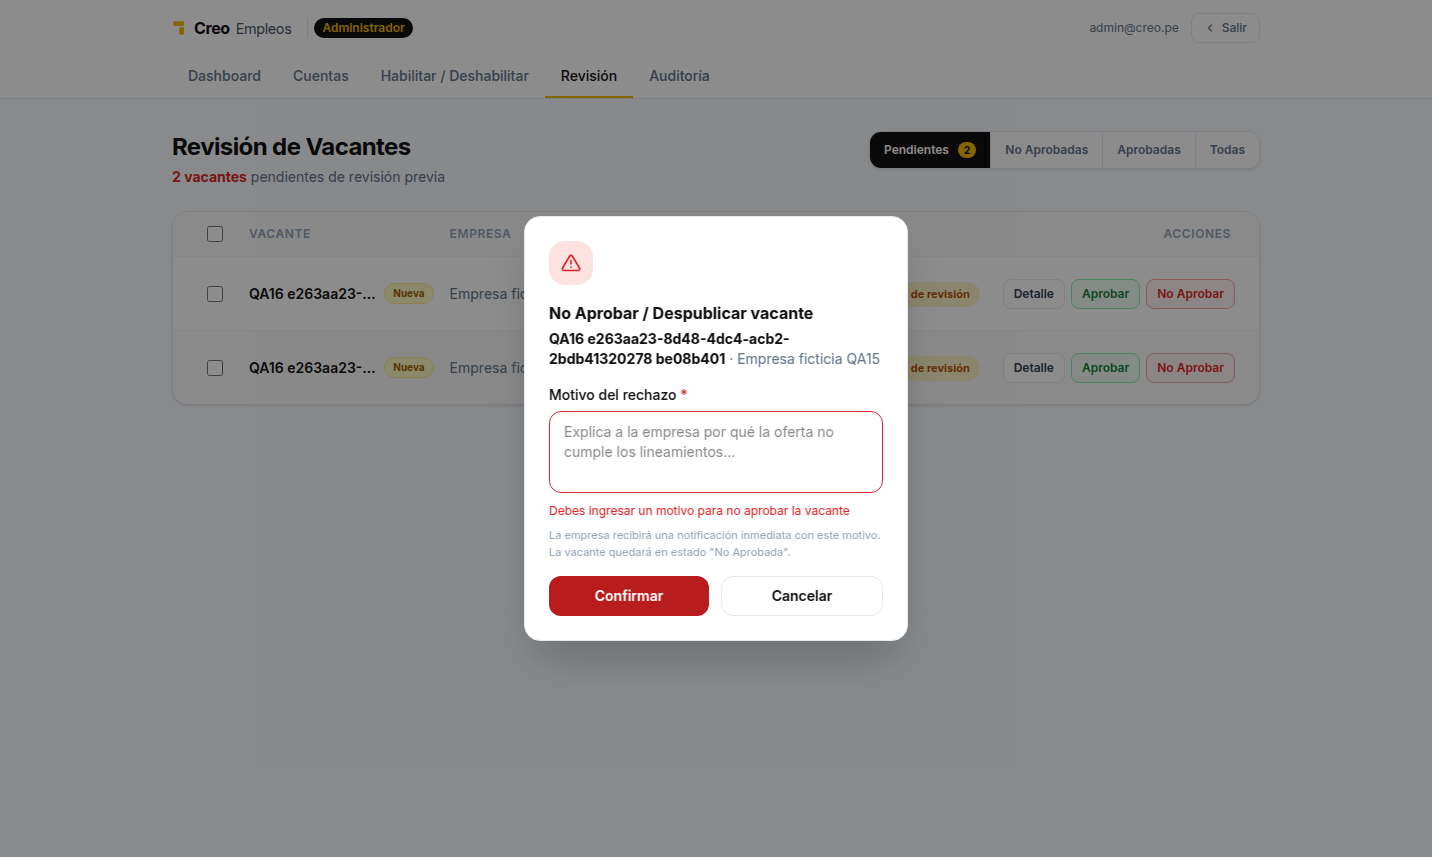 Creo Empleos Administrador
admin@creo.pe
Salir
Dashboard
Cuentas
Habilitar / Deshabilitar
Revisión
Auditoría
Revisión de Vacantes
2 vacantes pendientes de revisión previa
Pendientes 2
No Aprobadas
Aprobadas
Todas
VACANTE
EMPRESA
ACCIONES
QA16 e263aa23-... Nueva Empresa de revisión Detalle Aprobar No Aprobar
QA16 e263aa23-... Nueva Empresa de revisión Detalle Aprobar No Aprobar
No Aprobar / Despublicar vacante
QA16 e263aa23-8d48-4dc4-acb2-
2bdb41320278 be08b401 · Empresa ficticia QA15
Motivo del rechazo *
Explica a la empresa por qué la oferta no
cumple los lineamientos...
Debes ingresar un motivo para no aprobar la vacante
La empresa recibirá una notificación inmediata con este motivo.
La vacante quedará en estado "No Aprobada".
Confirmar
Cancelar